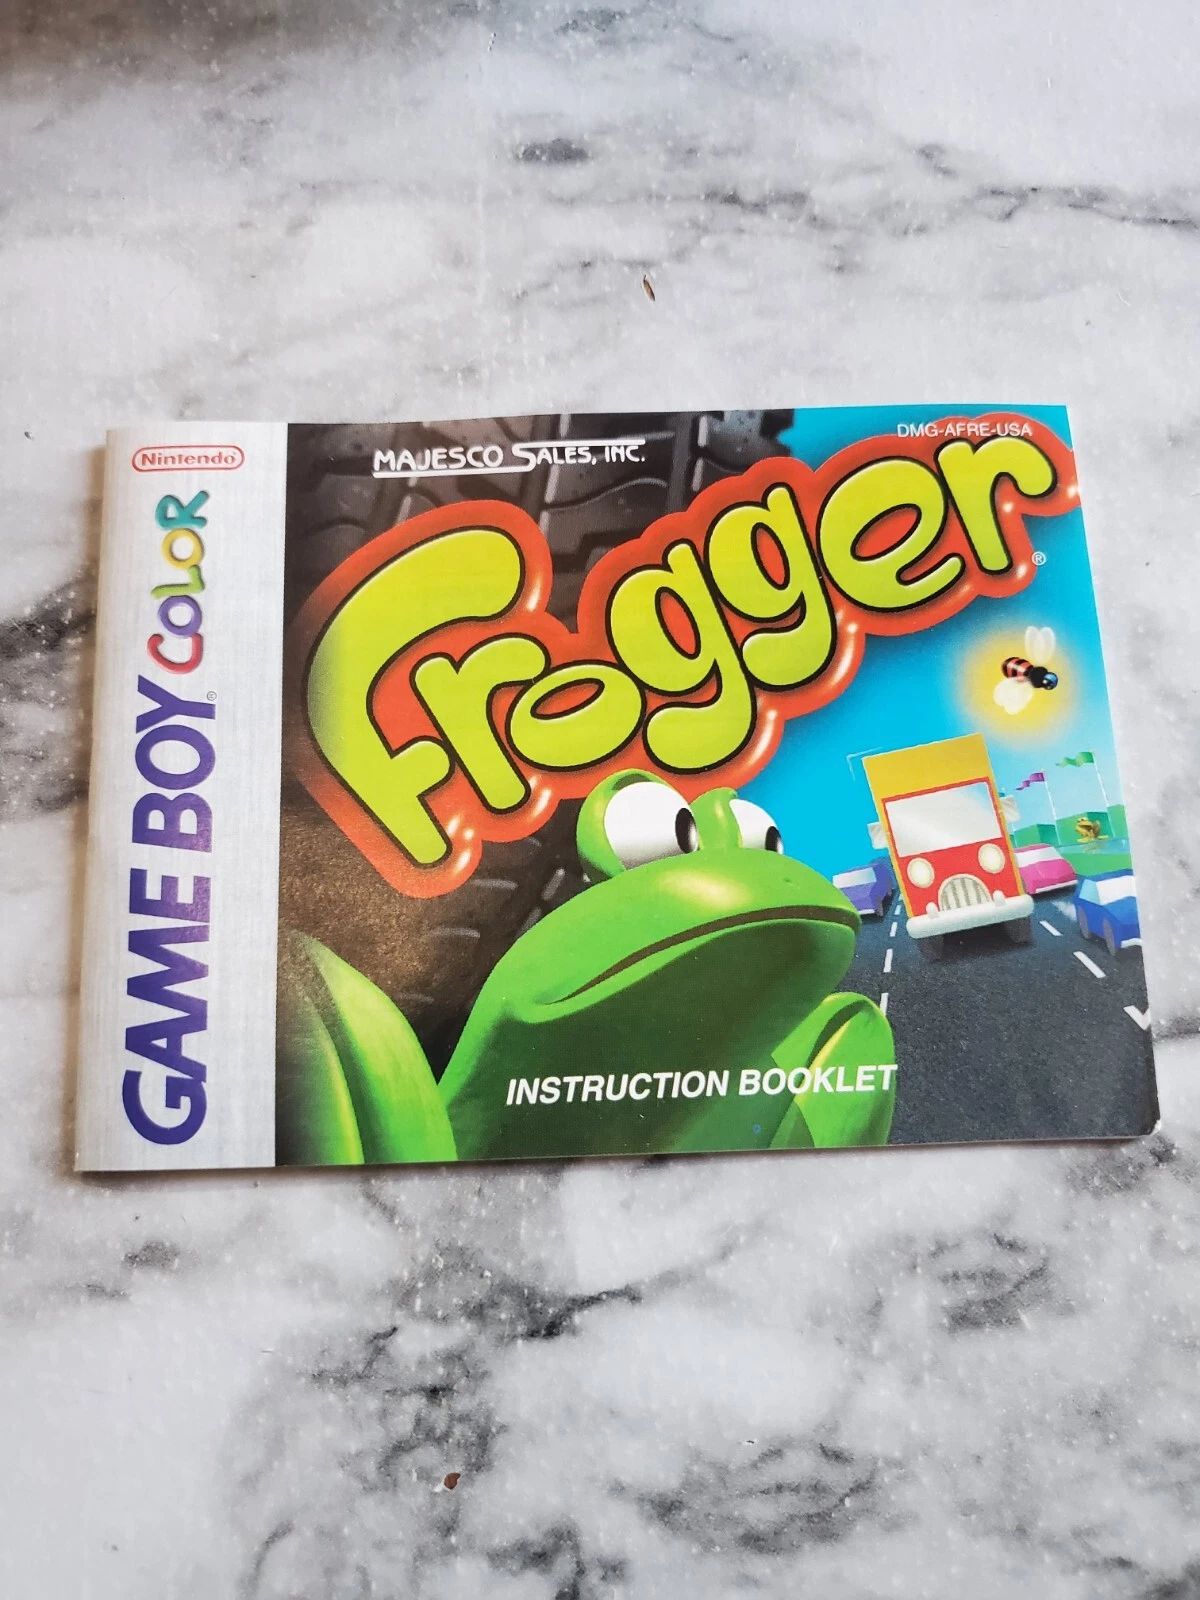 Nintendo
GAME BOY® COLOR
MAJESCO SALES, INC.
DMG-AFRE-USA
Frogger®
INSTRUCTION BOOKLET